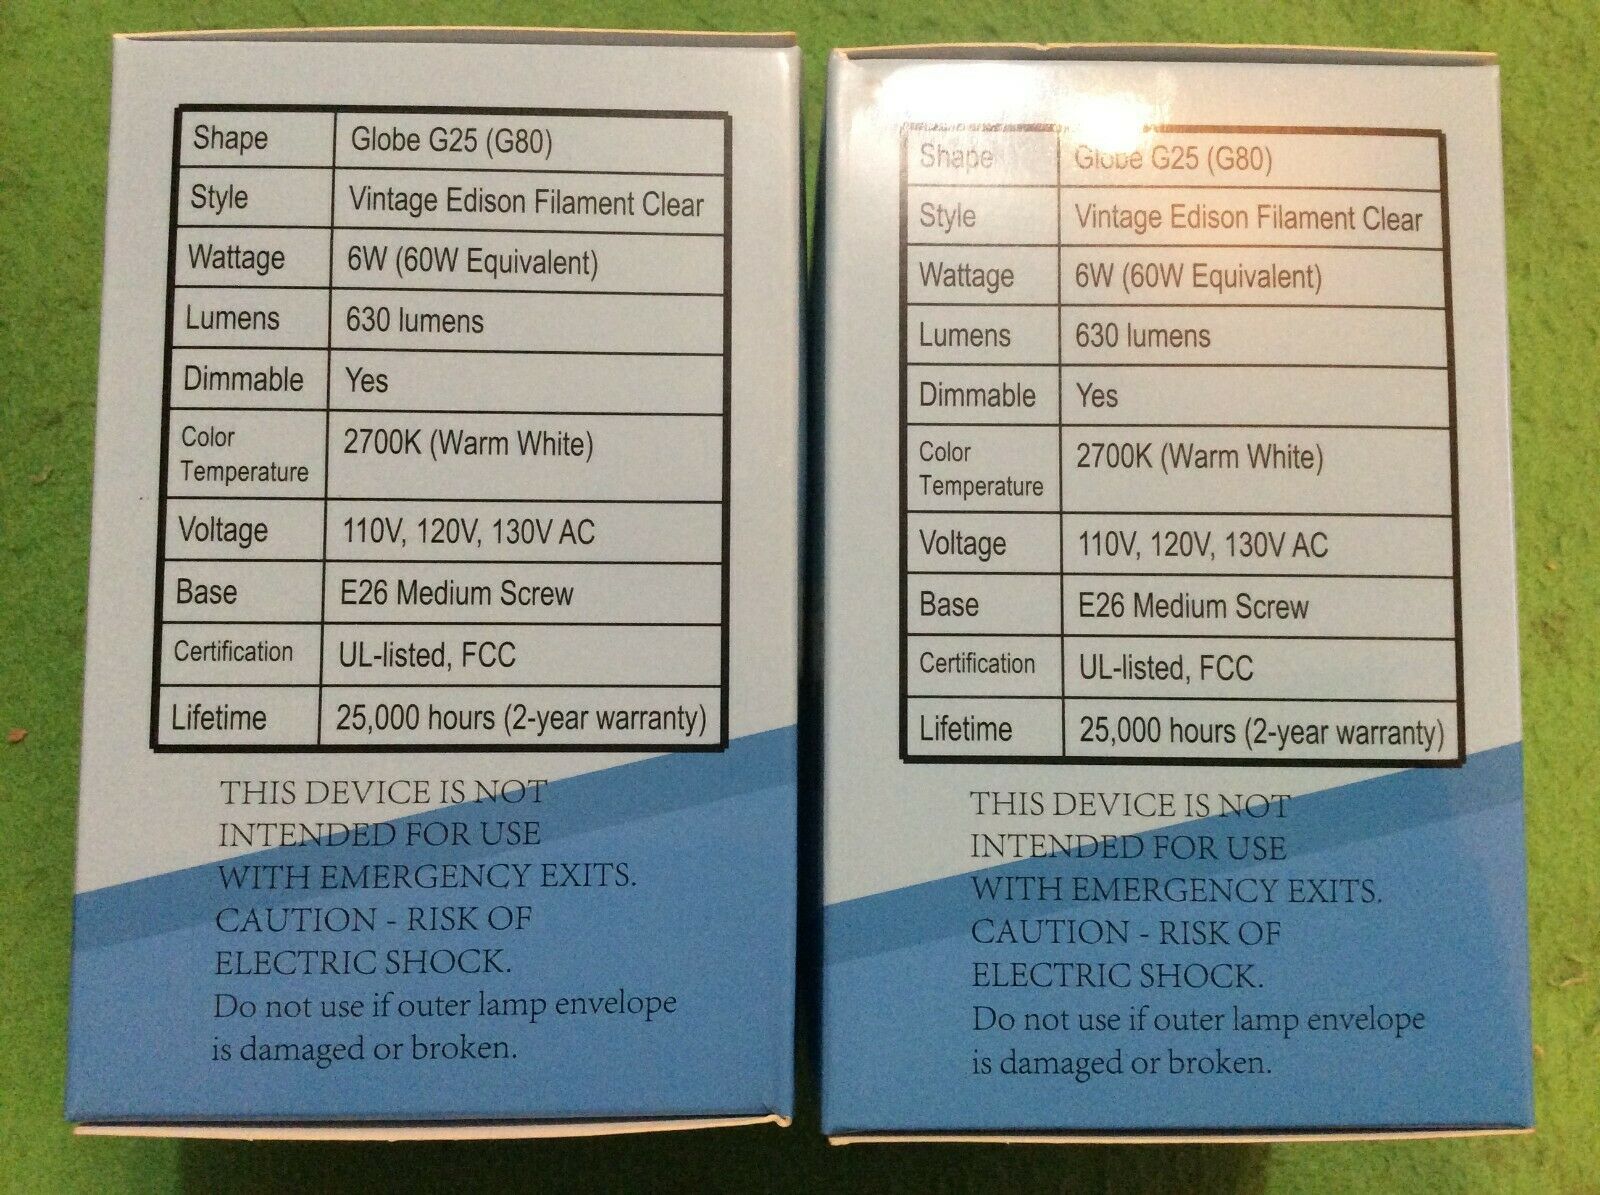 Shape Globe G25 (G80)
Style Vintage Edison Filament Clear
Wattage 6W (60W Equivalent)
Lumens 630 lumens
Dimmable Yes
Color
Temperature 2700K (Warm White)
Voltage 110V, 120V, 130V AC
Base E26 Medium Screw
Certification UL-listed, FCC
Lifetime 25,000 hours (2-year warranty)
THIS DEVICE IS NOT
INTENDED FOR USE
WITH EMERGENCY EXITS.
CAUTION - RISK OF
ELECTRIC SHOCK.
Do not use if outer lamp envelope
is damaged or broken.
Shape Globe G25 (G80)
Style Vintage Edison Filament Clear
Wattage 6W (60W Equivalent)
Lumens 630 lumens
Dimmable Yes
Color
Temperature 2700K (Warm White)
Voltage 110V, 120V, 130V AC
Base E26 Medium Screw
Certification UL-listed, FCC
Lifetime 25,000 hours (2-year warranty)
THIS DEVICE IS NOT
INTENDED FOR USE
WITH EMERGENCY EXITS.
CAUTION - RISK OF
ELECTRIC SHOCK.
Do not use if outer lamp envelope
is damaged or broken.